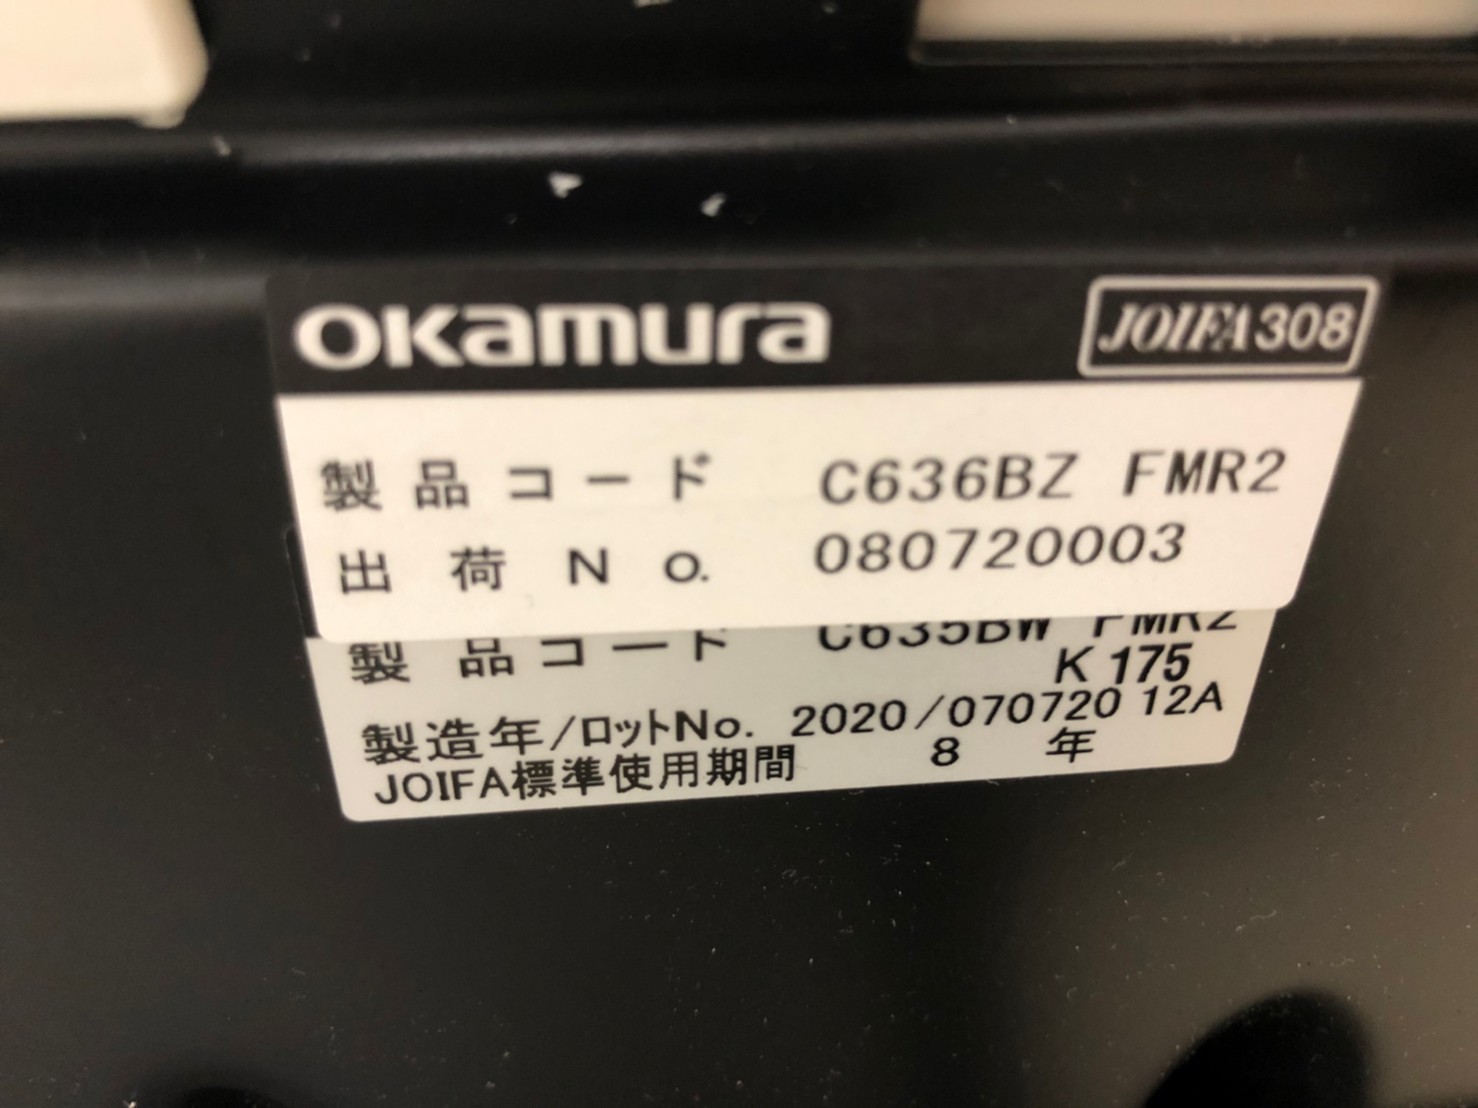 okamura
JOIFA308
製品コード C636BZ FMR2
出荷No. 080720003
製品コード C635BW FMR2
K 175
製造年/ロットNo. 2020/070720 12A
JOIFA標準使用期間 8 年